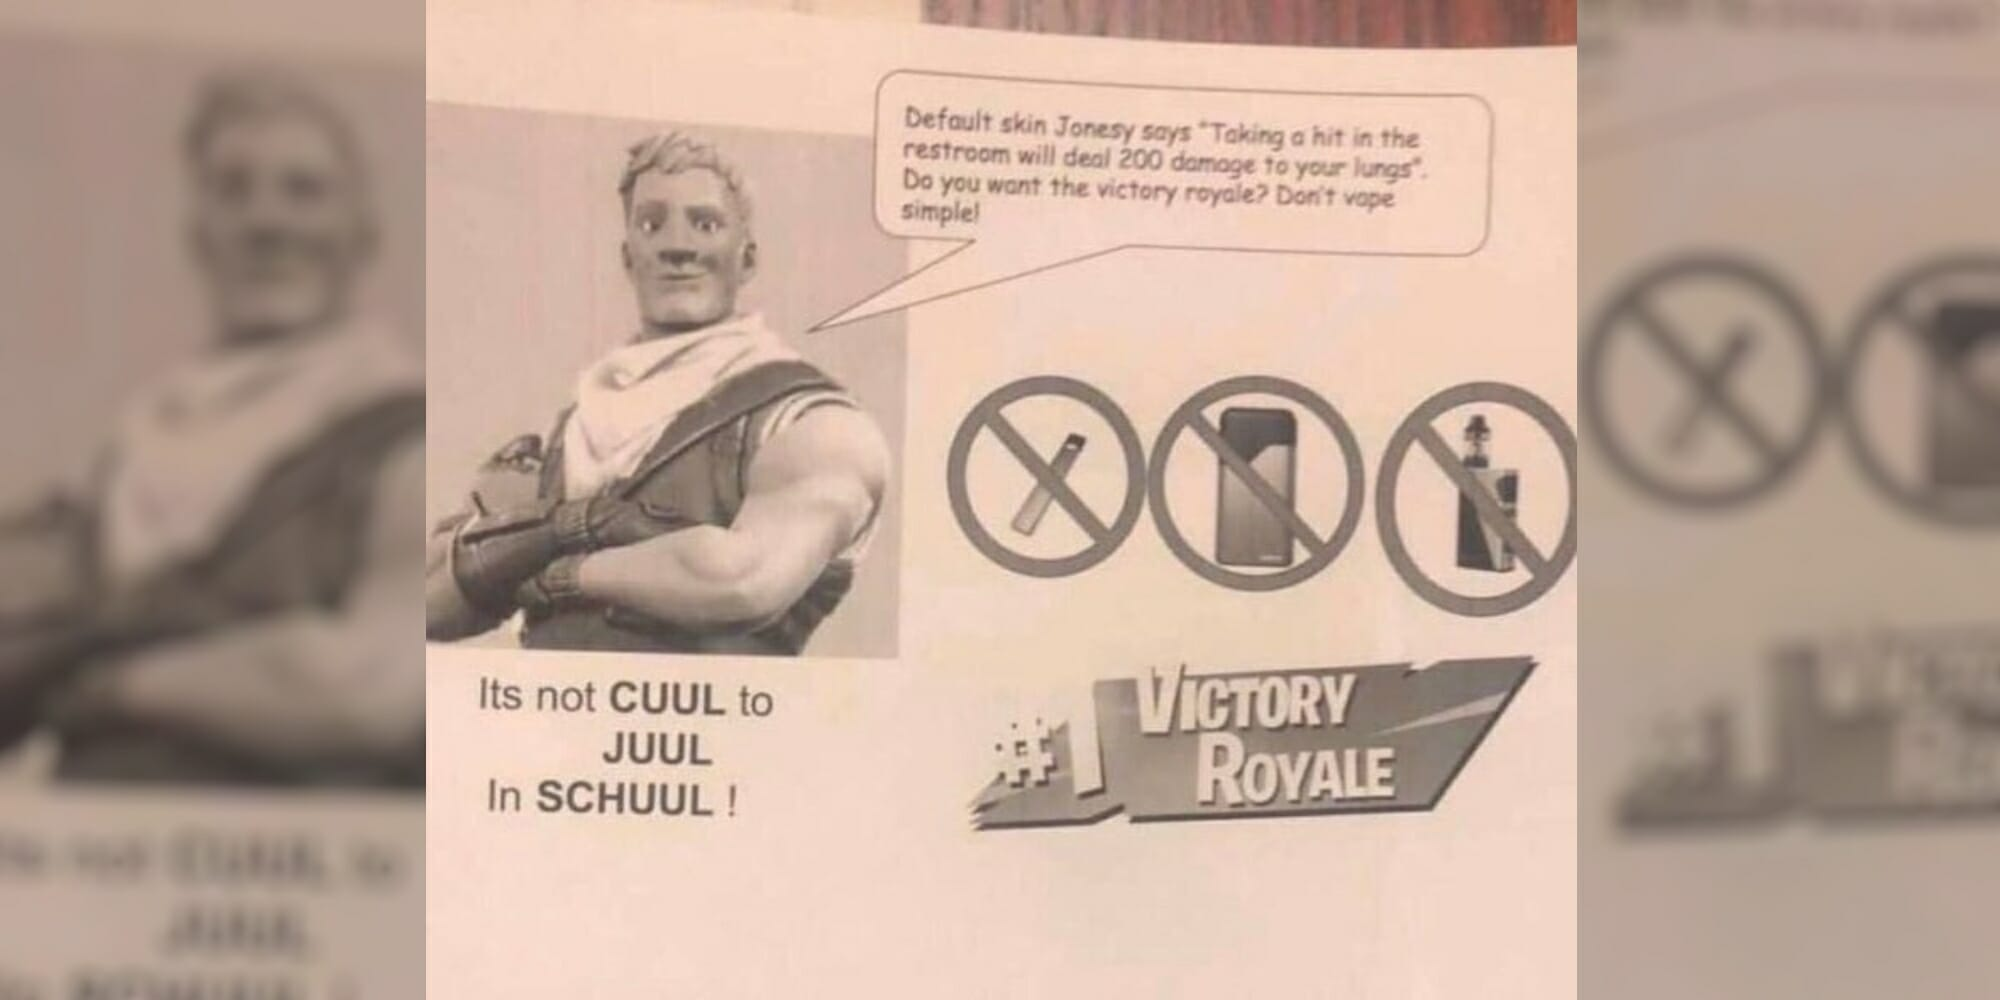 Default skin Jonesy says "Taking a hit in the
restroom will deal 200 damage to your lungs".
Do you want the victory royale? Don't vape
simple!
Its not CUUL to
JUUL
In SCHUUL !
#1 VICTORY
ROYALE